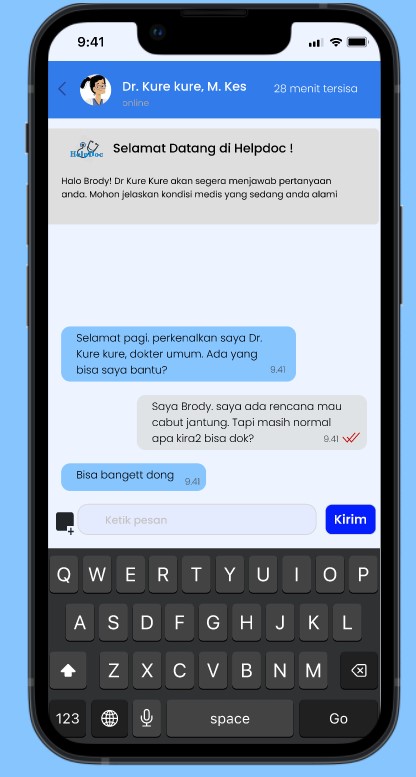 9:41
Dr. Kure kure, M. Kes
28 menit tersisa
online
HelpDoc
Selamat Datang di Helpdoc !
Halo Brody! Dr Kure Kure akan segera menjawab pertanyaan
anda. Mohon jelaskan kondisi medis yang sedang anda alami
Selamat pagi. perkenalkan saya Dr.
Kure kure, dokter umum. Ada yang
bisa saya bantu?
9.41
Saya Brody. saya ada rencana mau
cabut jantung. Tapi masih normal
apa kira2 bisa dok?
9.41
Bisa bangett dong
9.41
Ketik pesan
Kirim
Q W E R T Y U I O P
A S D F G H J K L
Z X C V B N M
123 space Go